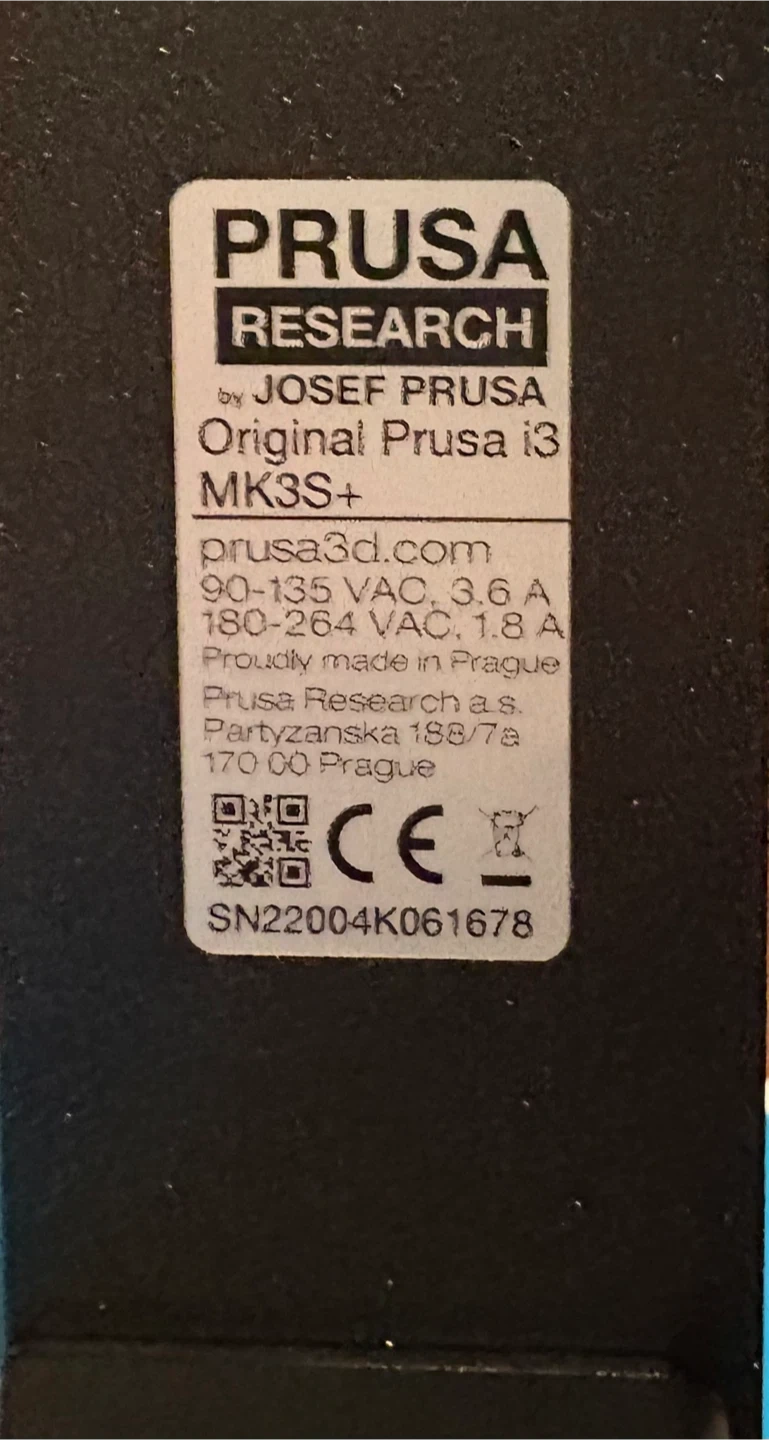 PRUSA
RESEARCH
by JOSEF PRUSA
Original Prusa i3
MK3S+
prusa3d.com
90-135 VAC, 3.6 A
180-264 VAC, 1.8 A
Proudly made in Prague
Prusa Research a.s.
Partyzanska 188/7a
170 00 Prague
CE
SN22004K061678